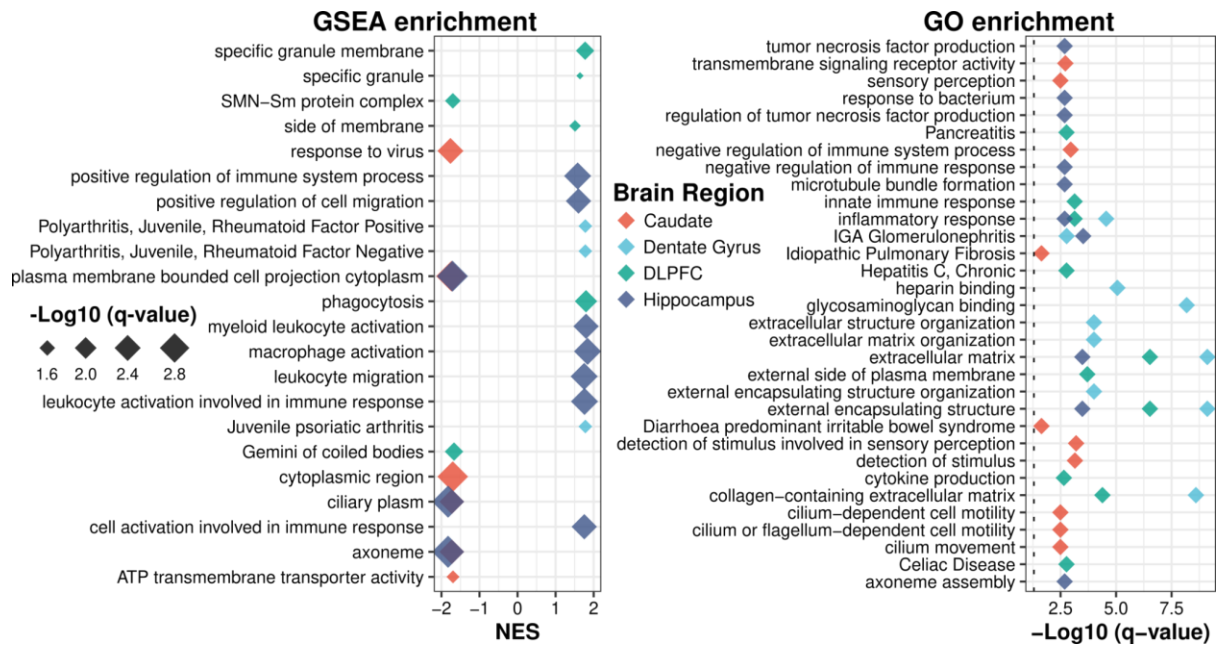 GSEA enrichment
specific granule membrane
specific granule
SMN−Sm protein complex
side of membrane
response to virus
positive regulation of immune system process
positive regulation of cell migration
Polyarthritis, Juvenile, Rheumatoid Factor Positive
Polyarthritis, Juvenile, Rheumatoid Factor Negative
plasma membrane bounded cell projection cytoplasm
phagocytosis
myeloid leukocyte activation
macrophage activation
leukocyte migration
leukocyte activation involved in immune response
Juvenile psoriatic arthritis
Gemini of coiled bodies
cytoplasmic region
ciliary plasm
cell activation involved in immune response
axoneme
ATP transmembrane transporter activity
-Log10 (q-value)
1.6 2.0 2.4 2.8
−2 −1 0 1 2
NES
Brain Region
Caudate
Dentate Gyrus
DLPFC
Hippocampus
GO enrichment
tumor necrosis factor production
transmembrane signaling receptor activity
sensory perception
response to bacterium
regulation of tumor necrosis factor production
Pancreatitis
negative regulation of immune system process
negative regulation of immune response
microtubule bundle formation
innate immune response
inflammatory response
IGA Glomerulonephritis
Idiopathic Pulmonary Fibrosis
Hepatitis C, Chronic
heparin binding
glycosaminoglycan binding
extracellular structure organization
extracellular matrix organization
extracellular matrix
external side of plasma membrane
external encapsulating structure organization
external encapsulating structure
Diarrhoea predominant irritable bowel syndrome
detection of stimulus involved in sensory perception
detection of stimulus
cytokine production
collagen−containing extracellular matrix
cilium−dependent cell motility
cilium or flagellum−dependent cell motility
cilium movement
Celiac Disease
axoneme assembly
2.5 5.0 7.5
−Log10 (q−value)